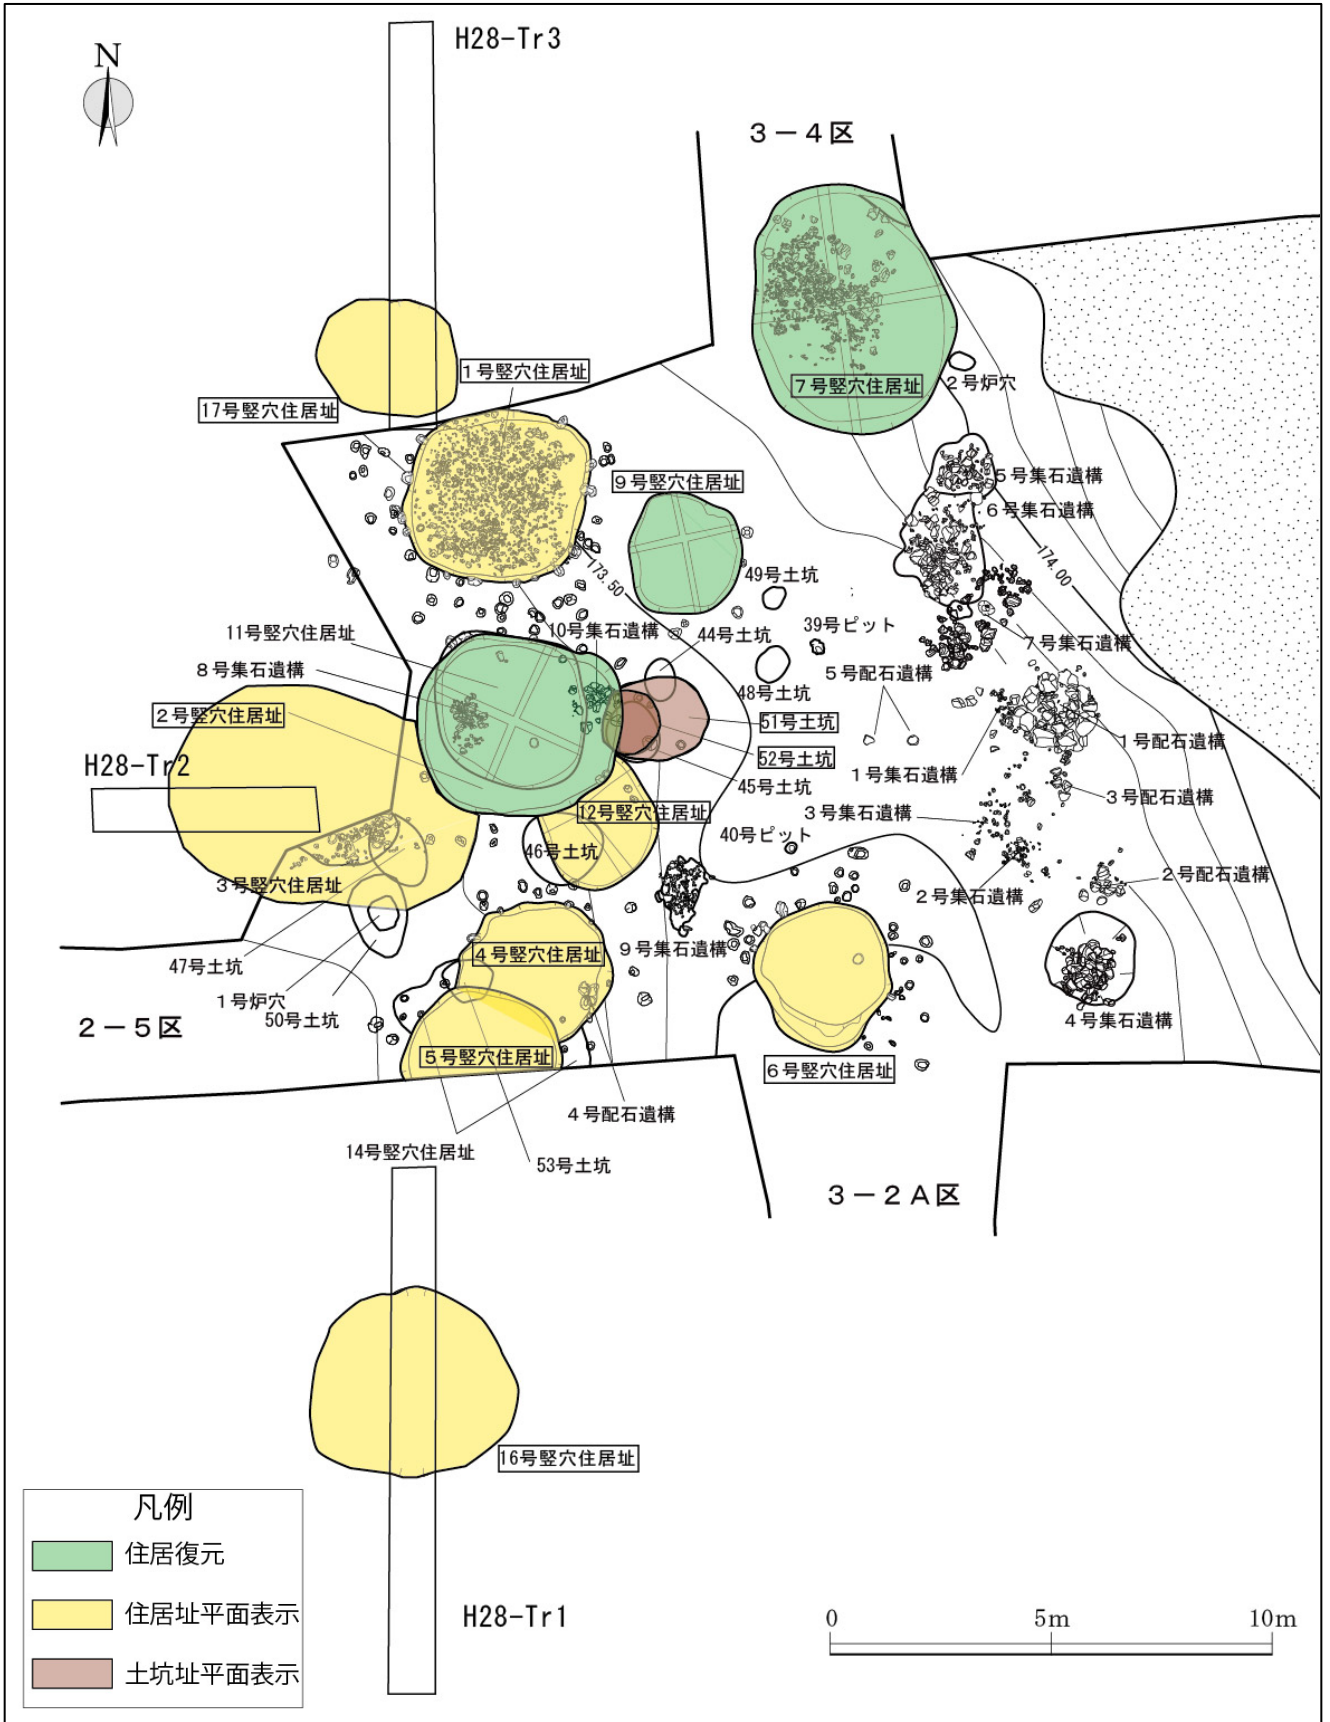 H28-Tr3
N
3－4区
1号竪穴住居址
7号竪穴住居址
2号炉穴
17号竪穴住居址
9号竪穴住居址
5号集石遺構
6号集石遺構
173.50
174.00
49号土坑
11号竪穴住居址
10号集石遺構
44号土坑
39号ピット
7号集石遺構
8号集石遺構
5号配石遺構
48号土坑
2号竪穴住居址
51号土坑
1号配石遺構
H28-Tr2
52号土坑
1号集石遺構
45号土坑
3号配石遺構
12号竪穴住居址
3号集石遺構
40号ピット
46号土坑
2号配石遺構
3号竪穴住居址
2号集石遺構
9号集石遺構
4号竪穴住居址
47号土坑
1号炉穴
50号土坑
4号集石遺構
2－5区
5号竪穴住居址
6号竪穴住居址
4号配石遺構
14号竪穴住居址
53号土坑
3－2A区
16号竪穴住居址
凡例
住居復元
住居址平面表示
土坑址平面表示
H28-Tr1
0 5m 10m